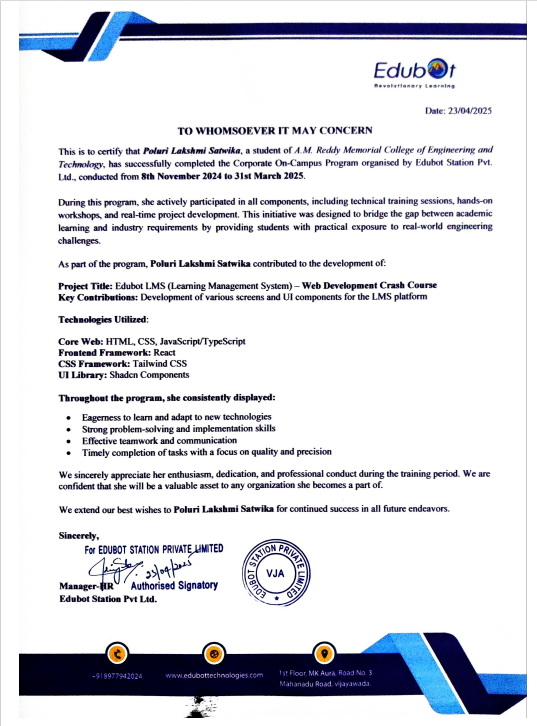 Edubot
Revolutionary Learning
Date: 23/04/2025
TO WHOMSOEVER IT MAY CONCERN
This is to certify that Poluri Lakshmi Satwika, a student of A.M. Reddy Memorial College of Engineering and
Technology, has successfully completed the Corporate On-Campus Program organised by Edubot Station Pvt.
Ltd., conducted from 8th November 2024 to 31st March 2025.
During this program, she actively participated in all components, including technical training sessions, hands-on
workshops, and real-time project development. This initiative was designed to bridge the gap between academic
learning and industry requirements by providing students with practical exposure to real-world engineering
challenges.
As part of the program, Poluri Lakshmi Satwika contributed to the development of:
Project Title: Edubot LMS (Learning Management System) – Web Development Crash Course
Key Contributions: Development of various screens and UI components for the LMS platform
Technologies Utilized:
Core Web: HTML, CSS, JavaScript/TypeScript
Frontend Framework: React
CSS Framework: Tailwind CSS
UI Library: Shadcn Components
Throughout the program, she consistently displayed:
• Eagerness to learn and adapt to new technologies
• Strong problem-solving and implementation skills
• Effective teamwork and communication
• Timely completion of tasks with a focus on quality and precision
We sincerely appreciate her enthusiasm, dedication, and professional conduct during the training period. We are
confident that she will be a valuable asset to any organization she becomes a part of.
We extend our best wishes to Poluri Lakshmi Satwika for continued success in all future endeavors.
Sincerely,
For EDUBOT STATION PRIVATE LIMITED
23/04/2025
Manager-HR Authorised Signatory
Edubot Station Pvt Ltd.
EDUBOT STATION PRIVATE LIMITED
VJA
+918977942024
www.edubottechnologies.com
1st Floor, MK Aura, Road No. 3
Mahanadu Road, vijayawada.